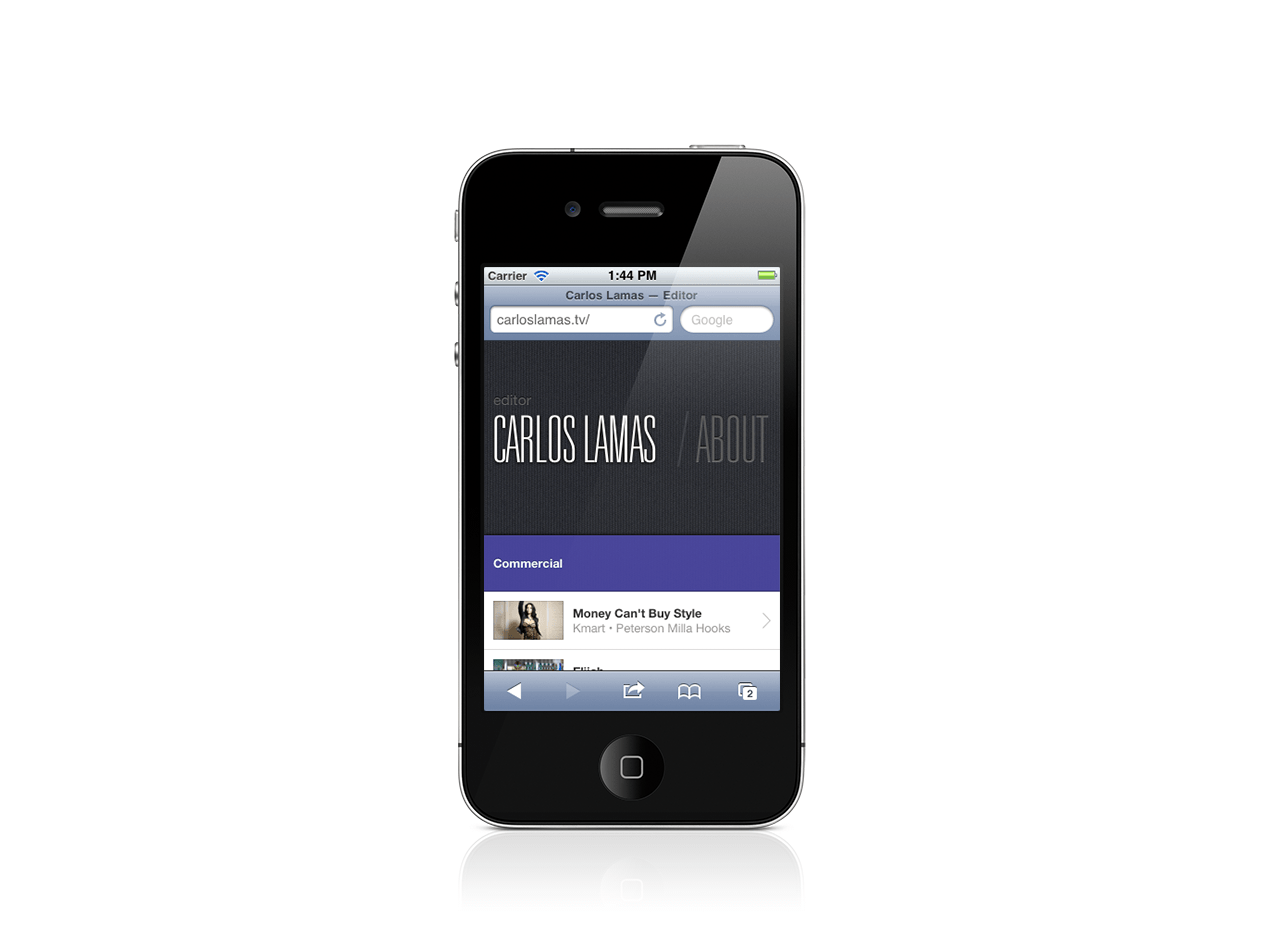 Carrier 1:44 PM
Carlos Lamas — Editor
carloslamas.tv/ Google
editor
CARLOS LAMAS / ABOUT
Commercial
Money Can't Buy Style
Kmart • Peterson Milla Hooks
2